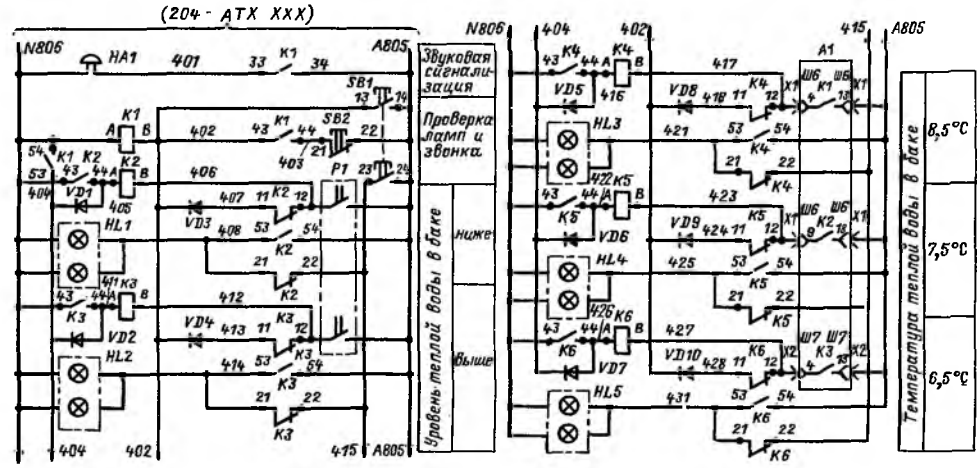 (204 - АТХ ХХХ)
N806 A805
HA1 401 33 K1 34
Звуковая сигнали- зация
SB1
13 14
K1
A B 402 43 K1 44 SB2 22
21
403
Проверка ламп и звонка
54 K1 K2 K2
53 43 44 A B 406 P1 23 24
404 VD1 405
VD3 407 11 K2 12
HL1 408 53 54
K2
21 22
K2
ниже
411 K3
43 44 A B 412 K3
K3
VD2 VD4 413 11 12
K3
HL2 414 53 54
K3
21 22
K3
выше
Уровень теплой воды в баке
404 402 415 A805
N806 404 402 415 A805
K4 K4 A1
43 44 A B 417 K4 X1 Ш6 Ш6 X1
K1
VD5 416 VD8 418 11 12 4 13
HL3 421 53 54
K4
21 22
422 K4
8,5°C
K5
43 44 A B 423
K5 K5 X1 Ш6 Ш6 X1
K2
VD6 VD9 424 11 12 9 18
HL4 425 53 54
K5
21 22
426 K5
7,5°C
K6
43 44 A B 427
K6 K6 X2 Ш7 Ш7 X2
K3
VD7 VD10 428 11 12 4 13
HL5 431 53 54
K6
21 22
K6
6,5°C
Температура теплой воды в баке